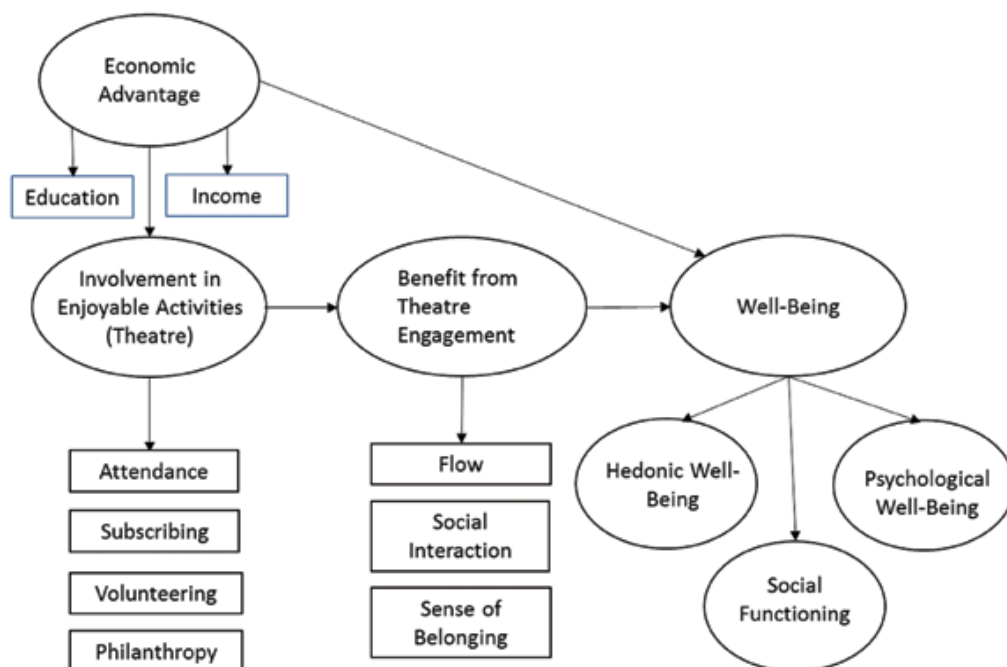 Economic
Advantage
Education
Income
Involvement in
Enjoyable Activities
(Theatre)
Benefit from
Theatre
Engagement
Well-Being
Attendance
Subscribing
Volunteering
Philanthropy
Flow
Social
Interaction
Sense of
Belonging
Hedonic Well-
Being
Social
Functioning
Psychological
Well-Being